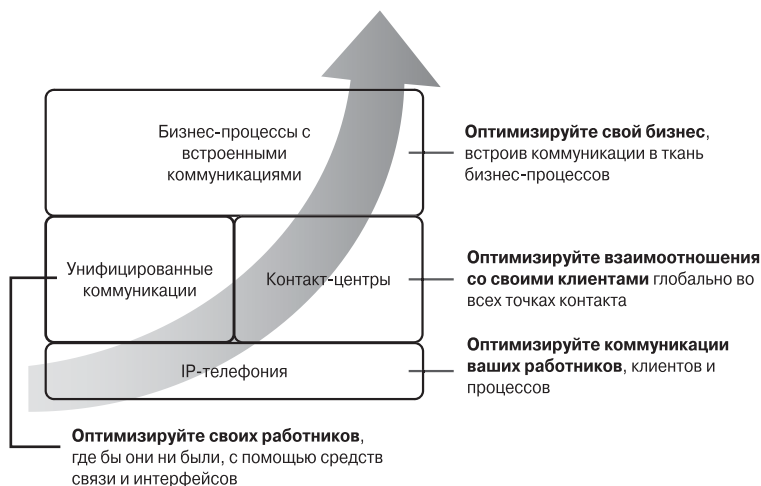 Бизнес-процессы с
встроенными
коммуникациями
Оптимизируйте свой бизнес,
встроив коммуникации в ткань
бизнес-процессов
Унифицированные
коммуникации
Контакт-центры
Оптимизируйте взаимоотношения
со своими клиентами глобально во
всех точках контакта
IP-телефония
Оптимизируйте коммуникации
ваших работников, клиентов и
процессов
Оптимизируйте своих работников,
где бы они ни были, с помощью средств
связи и интерфейсов